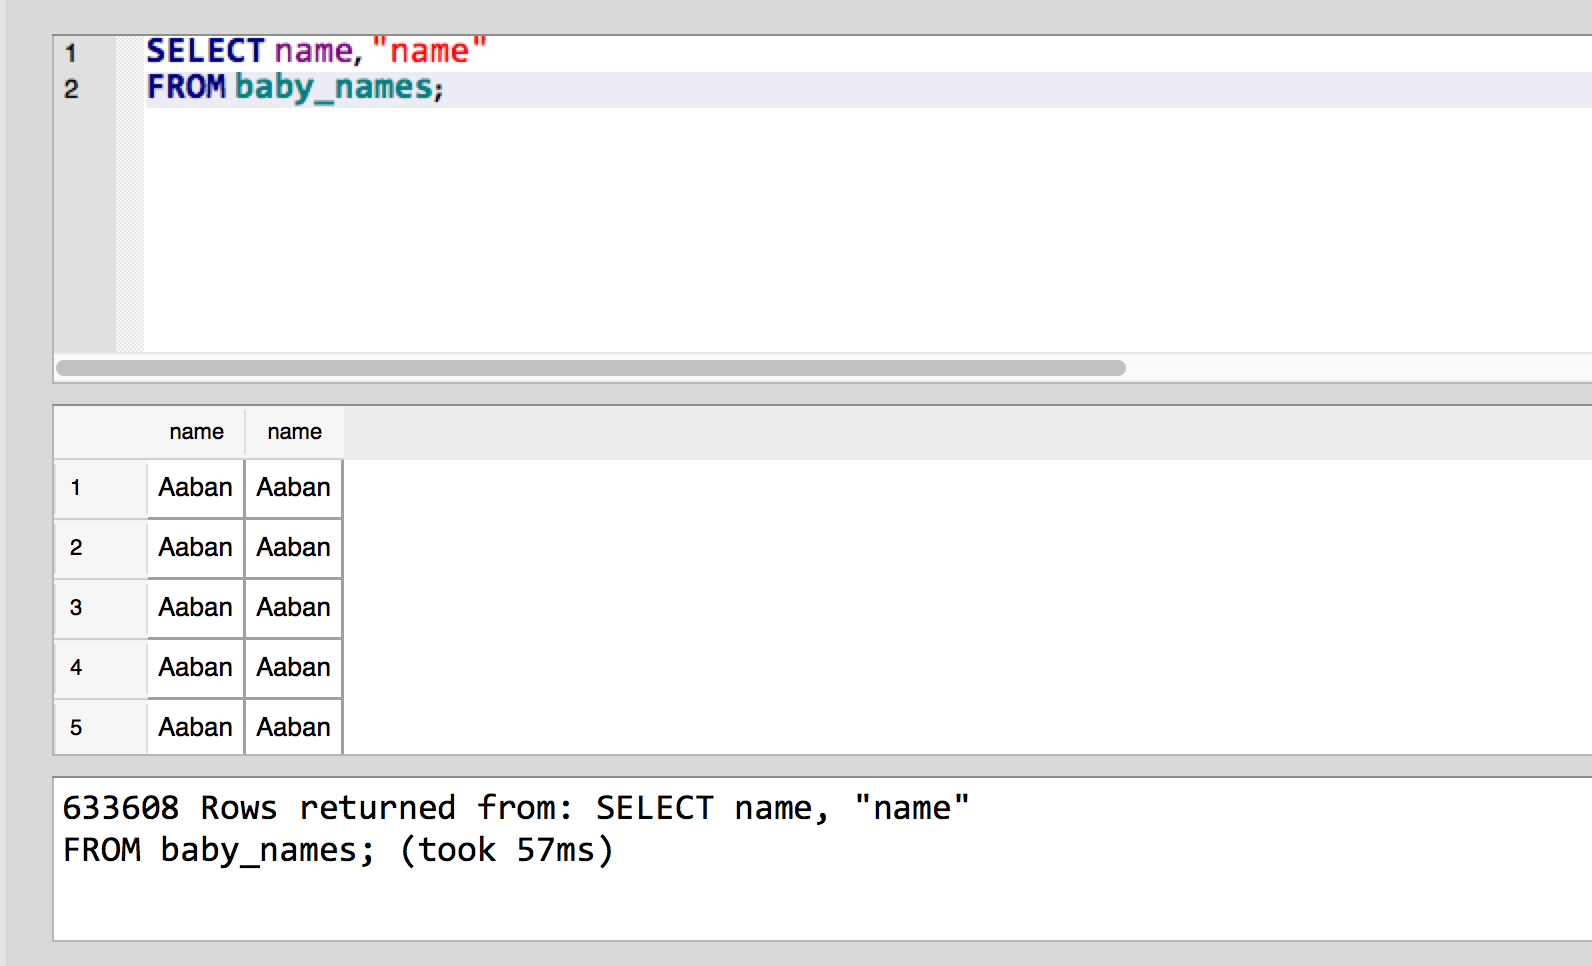 1 SELECT name, "name"
2 FROM baby_names;
name name
1 Aaban Aaban
2 Aaban Aaban
3 Aaban Aaban
4 Aaban Aaban
5 Aaban Aaban
633608 Rows returned from: SELECT name, "name"
FROM baby_names; (took 57ms)